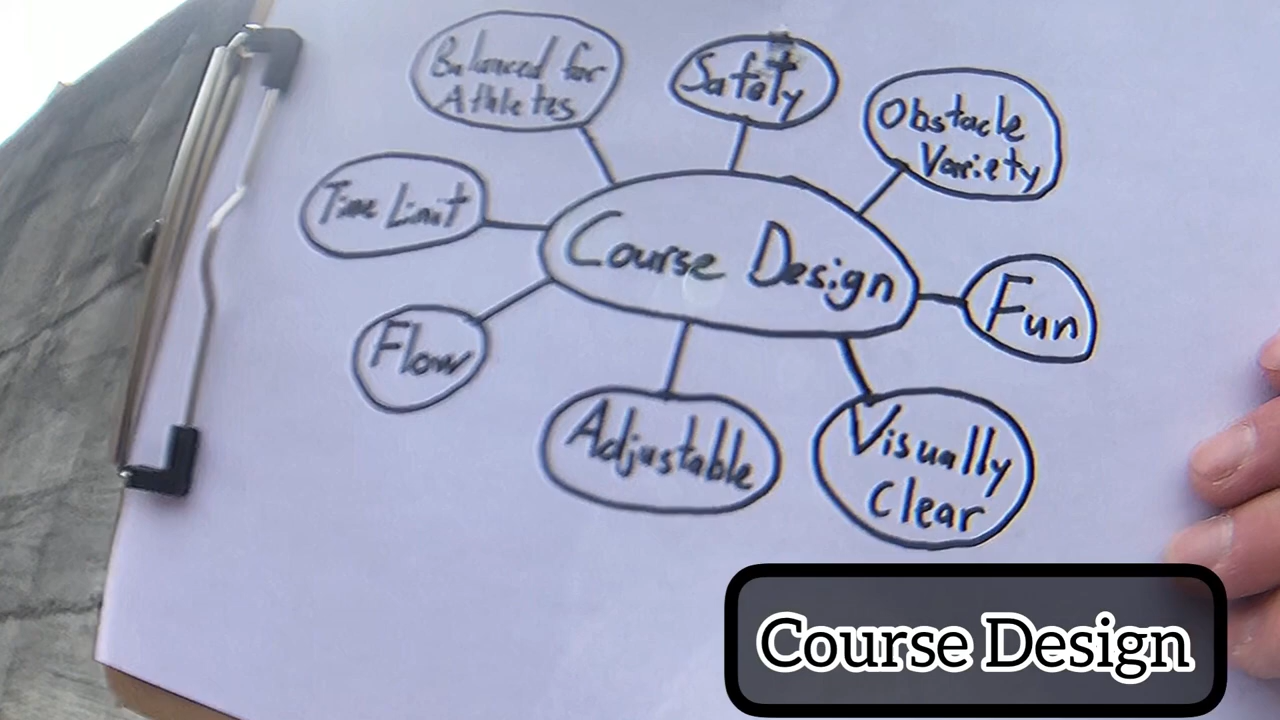 Balanced for
Athletes
Safety
Obstacle
Variety
Time Limit
Course Design
Fun
Flow
Adjustable
Visually
Clear
Course Design